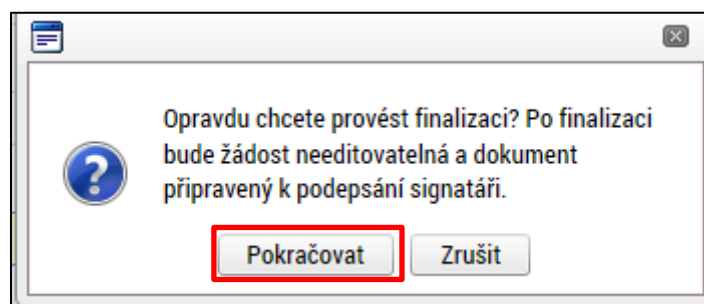 Opravdu chcete provést finalizaci? Po finalizaci
bude žádost needitovatelná a dokument
připravený k podepsání signatáři.
Pokračovat Zrušit